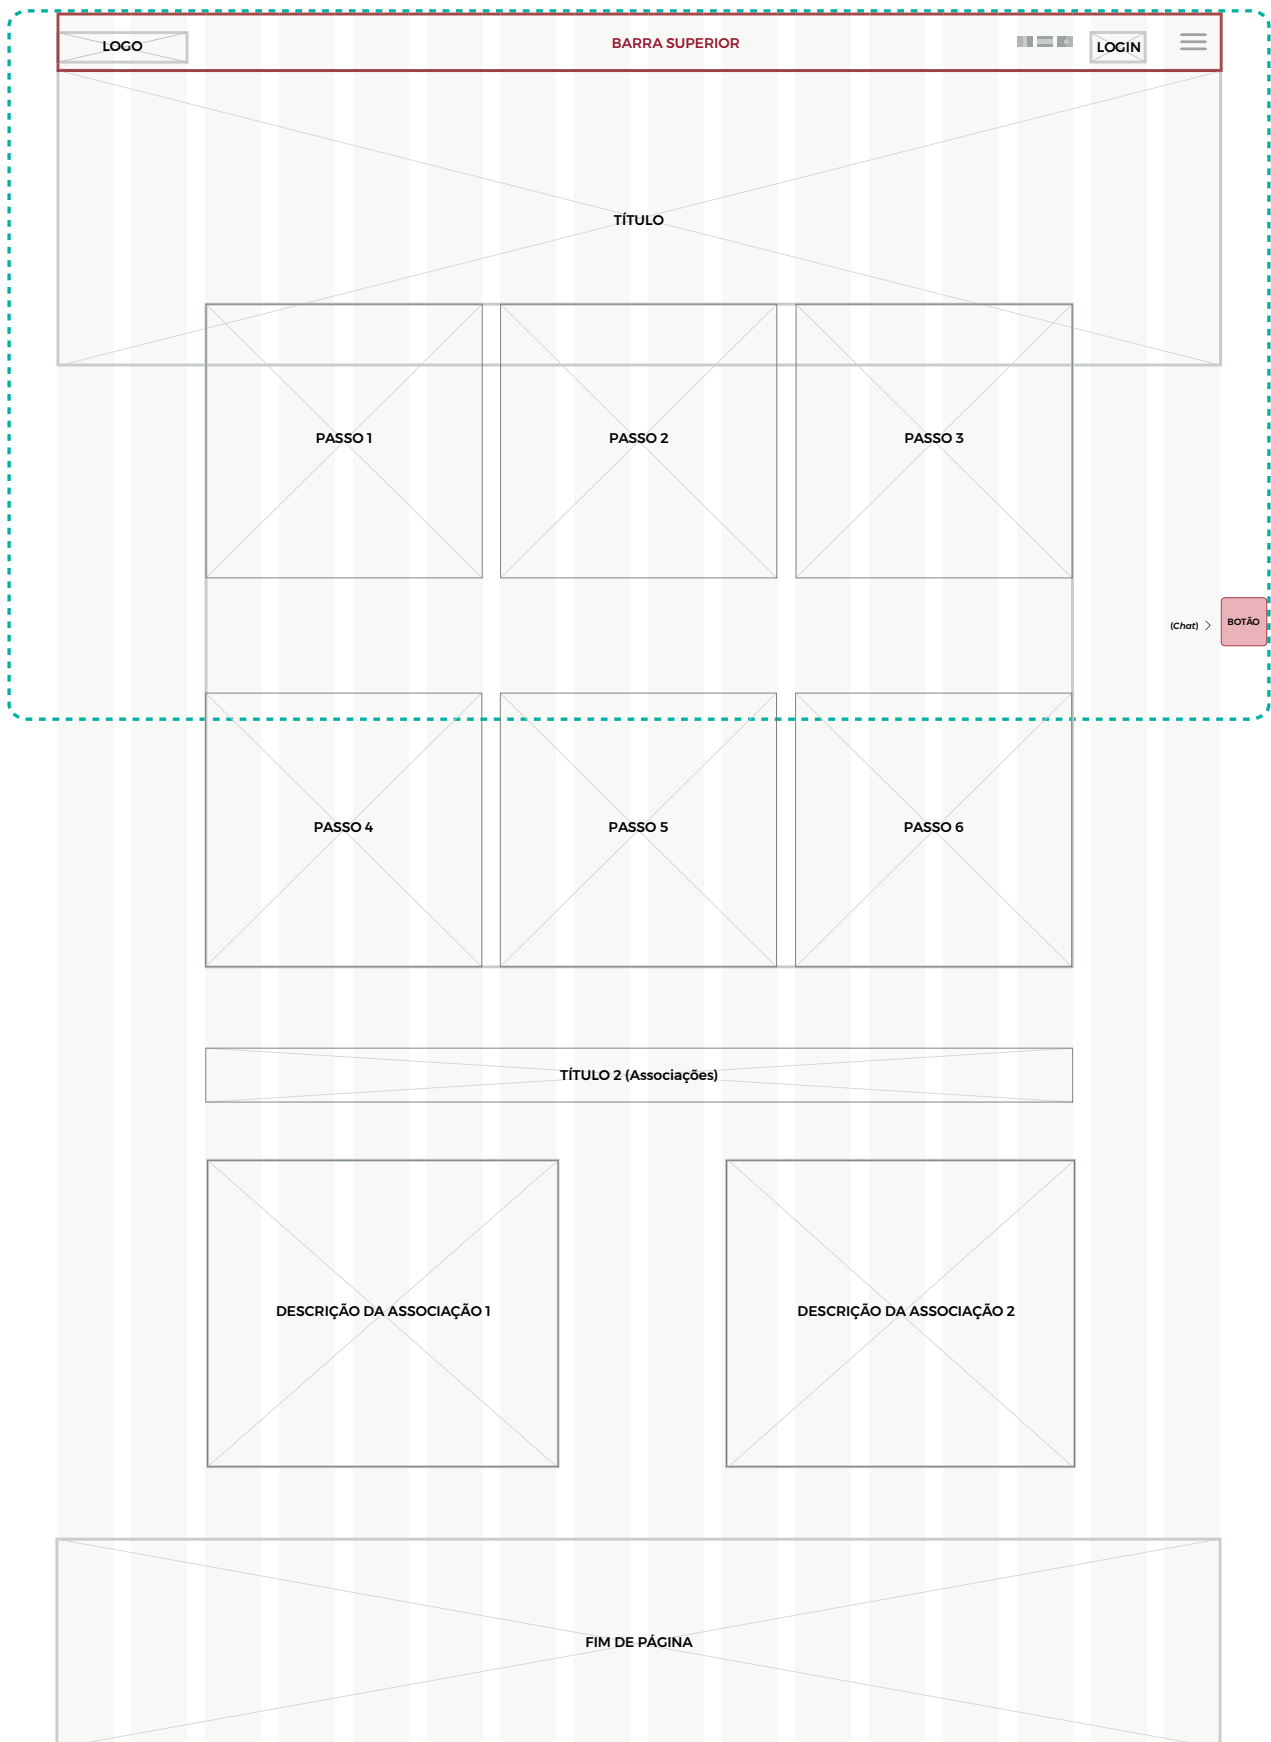 LOGO
BARRA SUPERIOR
LOGIN
TÍTULO
PASSO 1
PASSO 2
PASSO 3
(Chat)
BOTÃO
PASSO 4
PASSO 5
PASSO 6
TÍTULO 2 (Associações)
DESCRIÇÃO DA ASSOCIAÇÃO 1
DESCRIÇÃO DA ASSOCIAÇÃO 2
FIM DE PÁGINA